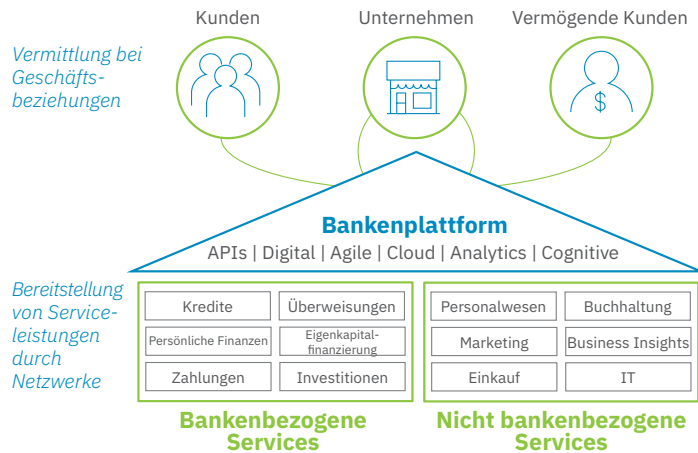 Kunden
Unternehmen
Vermögende Kunden
Vermittlung bei
Geschäfts-
beziehungen
$
Bankenplattform
APIs | Digital | Agile | Cloud | Analytics | Cognitive
Bereitstellung
von Service-
leistungen
durch
Netzwerke
Kredite
Überweisungen
Persönliche Finanzen
Eigenkapital-
finanzierung
Zahlungen
Investitionen
Bankenbezogene
Services
Personalwesen
Buchhaltung
Marketing
Business Insights
Einkauf
IT
Nicht bankenbezogene
Services